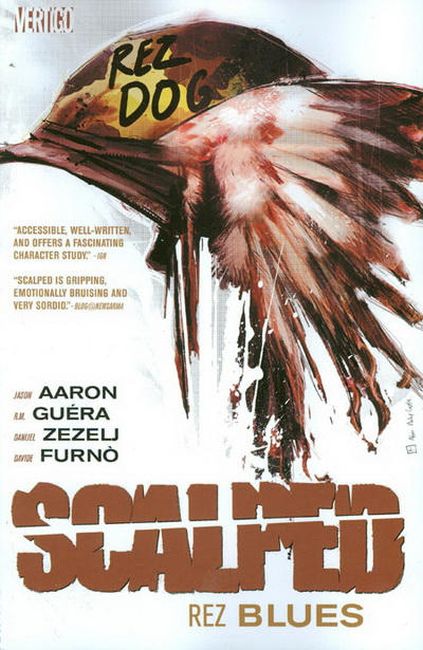 VERTIGO
REZ
DOG
"ACCESSIBLE, WELL-WRITTEN,
AND OFFERS A FASCINATING
CHARACTER STUDY." -IGN
"SCALPED IS GRIPPING,
EMOTIONALLY BRUISING AND
VERY SORDID."-BLOG@NEWSARAMA
JASON AARON
R.M. GUÉRA
DANIJEL ZEZELJ
DAVIDE FURNÒ
SCALPED
REZ BLUES